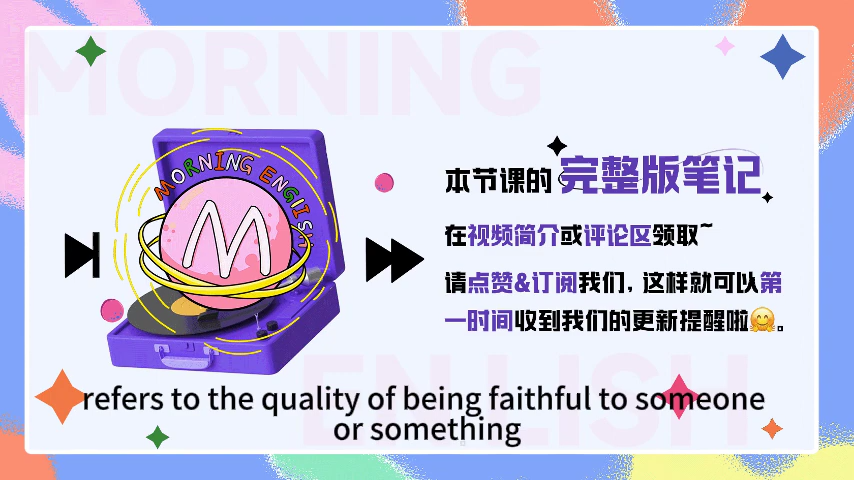 MORNING
MORNING ENGlISH
M
本节课的 完整版笔记
在视频简介或评论区领取~
请点赞&订阅我们，这样就可以第
一时间收到我们的更新提醒啦🤗。
refers to the quality of being faithful to someone
or something